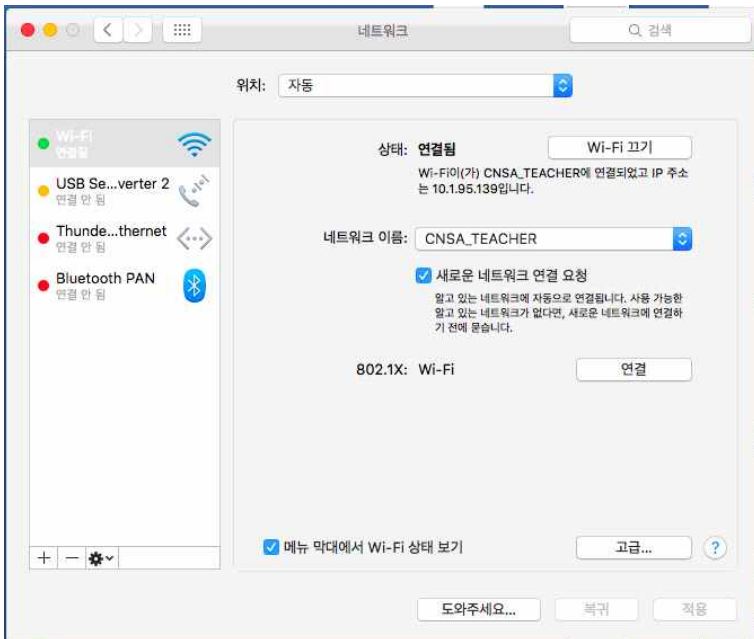 네트워크
검색
위치: 자동
Wi-Fi
연결됨
USB Se...verter 2
연결 안 됨
Thunde...thernet
연결 안 됨
Bluetooth PAN
연결 안 됨
상태: 연결됨
Wi-Fi 끄기
Wi-Fi이(가) CNSA_TEACHER에 연결되었고 IP 주소
는 10.1.95.139입니다.
네트워크 이름: CNSA_TEACHER
새로운 네트워크 연결 요청
알고 있는 네트워크에 자동으로 연결됩니다. 사용 가능한
알고 있는 네트워크가 없다면, 새로운 네트워크에 연결하
기 전에 묻습니다.
802.1X: Wi-Fi
연결
메뉴 막대에서 Wi-Fi 상태 보기
고급...
?
도와주세요...
복귀
적용